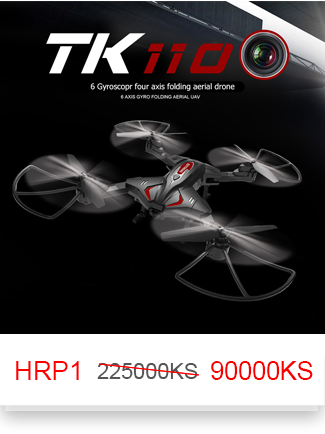 TK110
6 Gyroscopr four axis folding aerial drone
6 AXIS GYRO FOLDING AERIAL UAV
HRP1 225000KS 90000KS